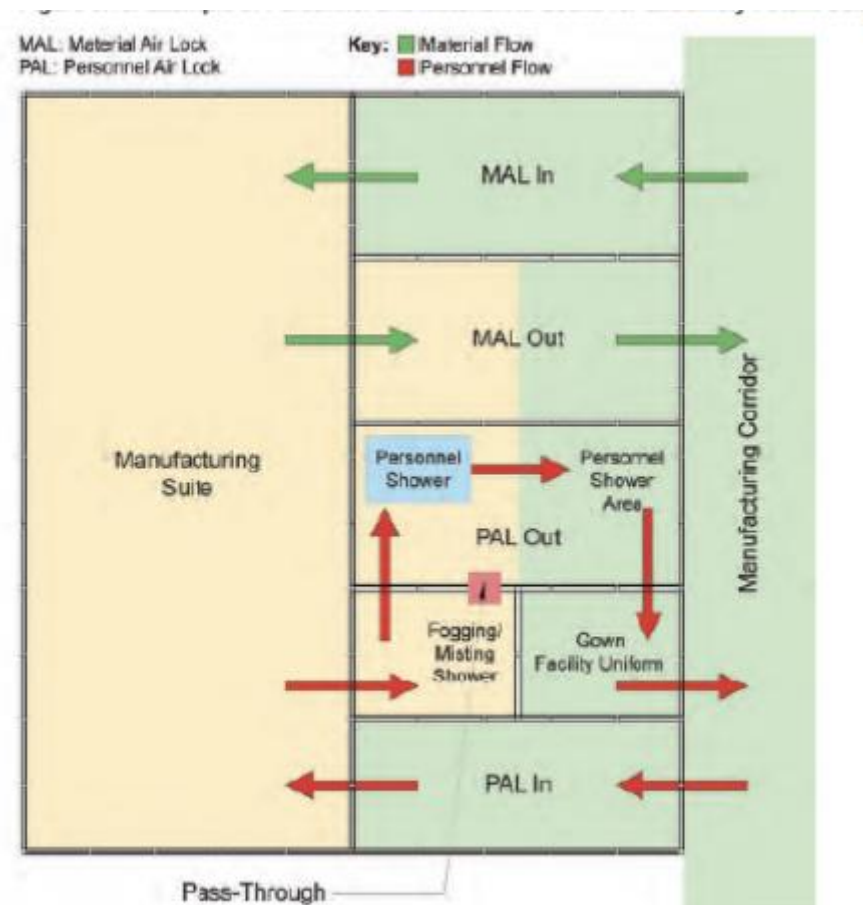 MAL: Material Air Lock
PAL: Personnel Air Lock
Key: Material Flow
Personnel Flow
MAL In
MAL Out
Manufacturing
Suite
Personnel
Shower
Personnel
Shower
Area
PAL Out
Manufacturing Corridor
Fogging/
Misting
Shower
Gown
Facility Uniform
PAL In
Pass-Through